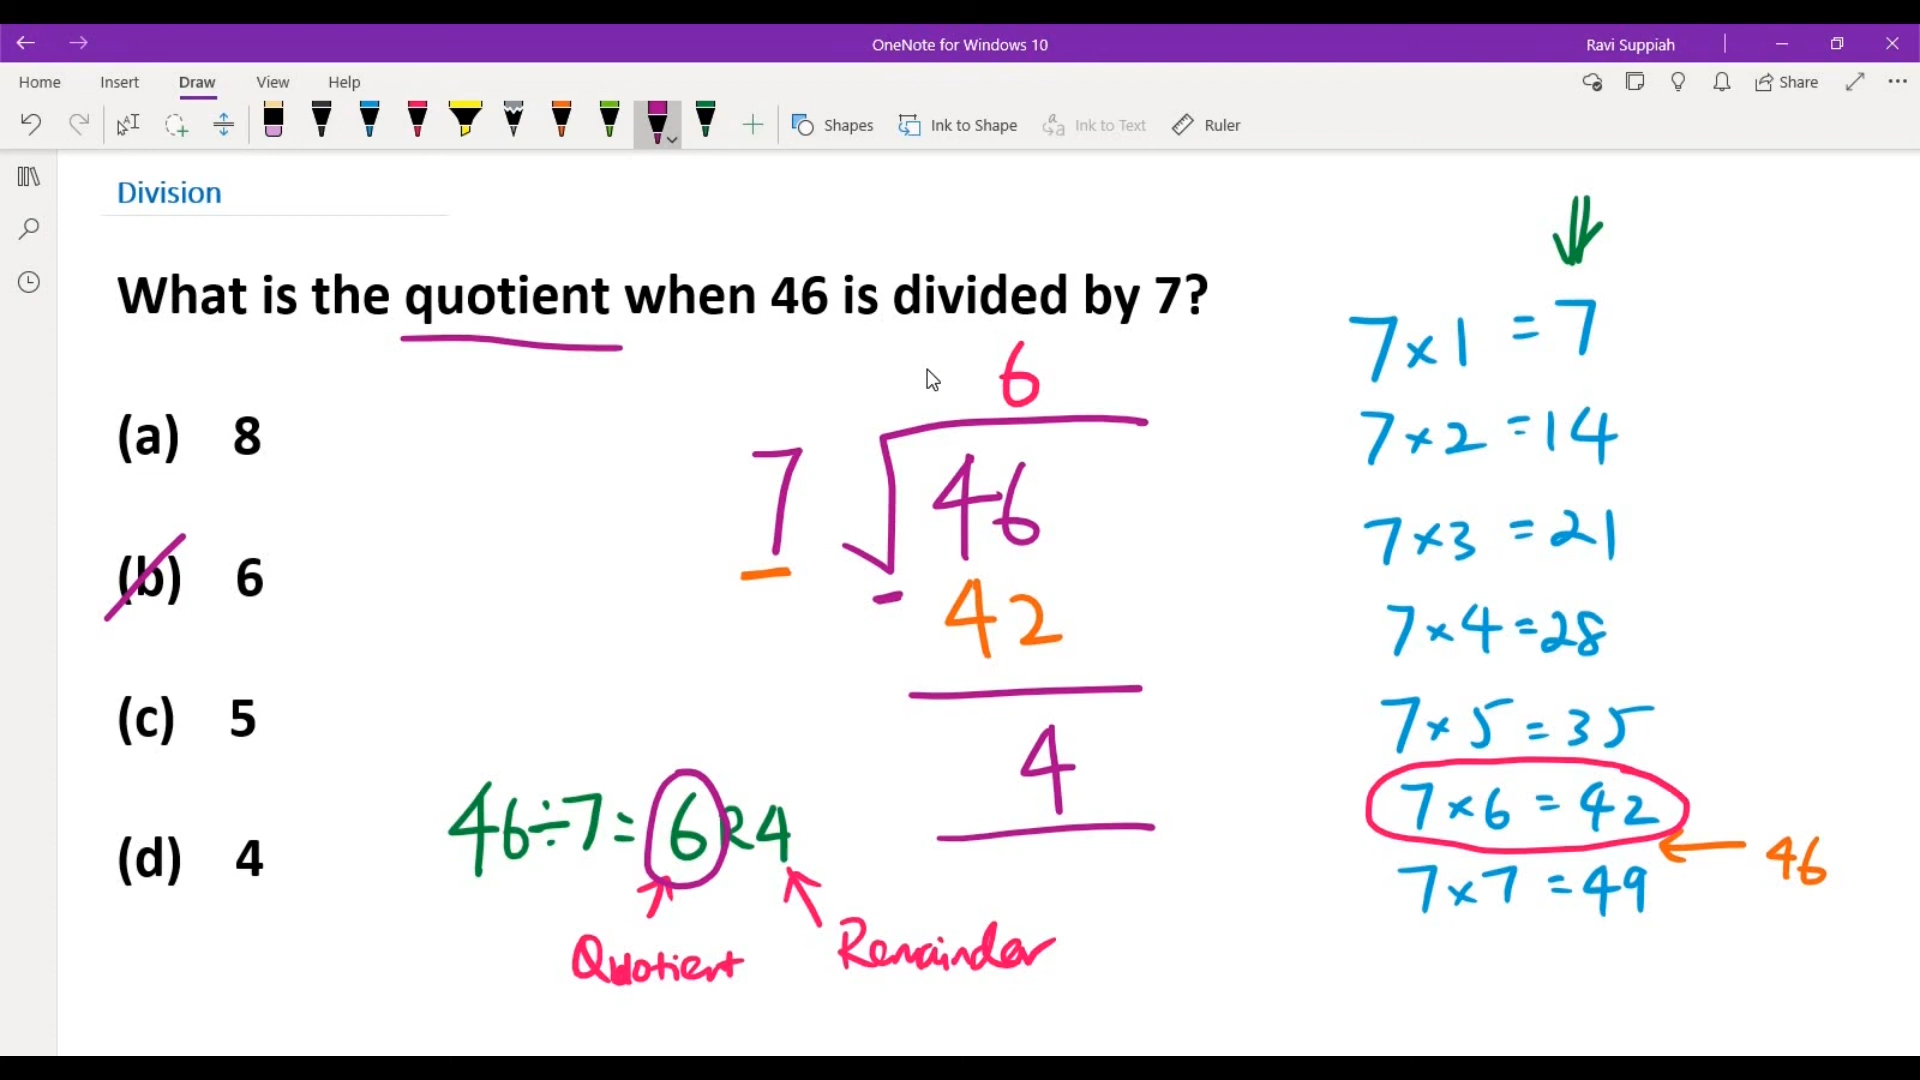 OneNote for Windows 10
Ravi Suppiah
Home Insert Draw View Help
Share
Shapes Ink to Shape Ink to Text Ruler
Division
What is the quotient when 46 is divided by 7?
(a) 8
(b) 6
(c) 5
(d) 4
6
7 46
- 42
4
46÷7=6R4
Quotient
Remainder
7×1=7
7×2=14
7×3=21
7×4=28
7×5=35
7×6=42
46
7×7=49